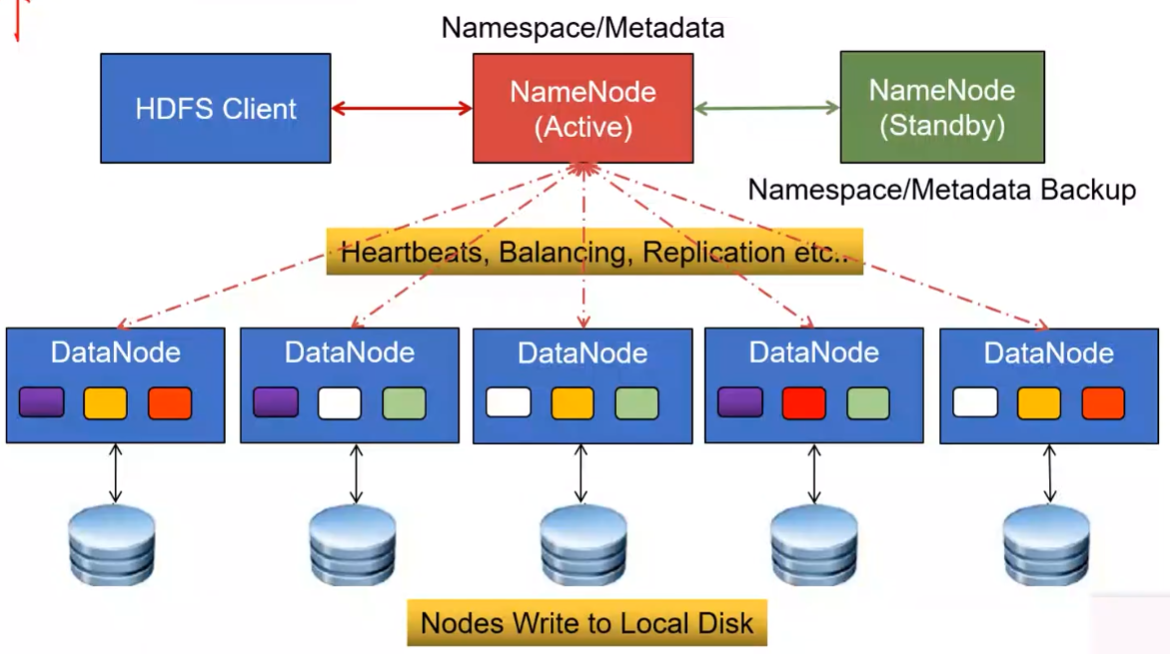 Namespace/Metadata
HDFS Client
NameNode
(Active)
NameNode
(Standby)
Namespace/Metadata Backup
Heartbeats, Balancing, Replication etc..
DataNode
DataNode
DataNode
DataNode
DataNode
Nodes Write to Local Disk